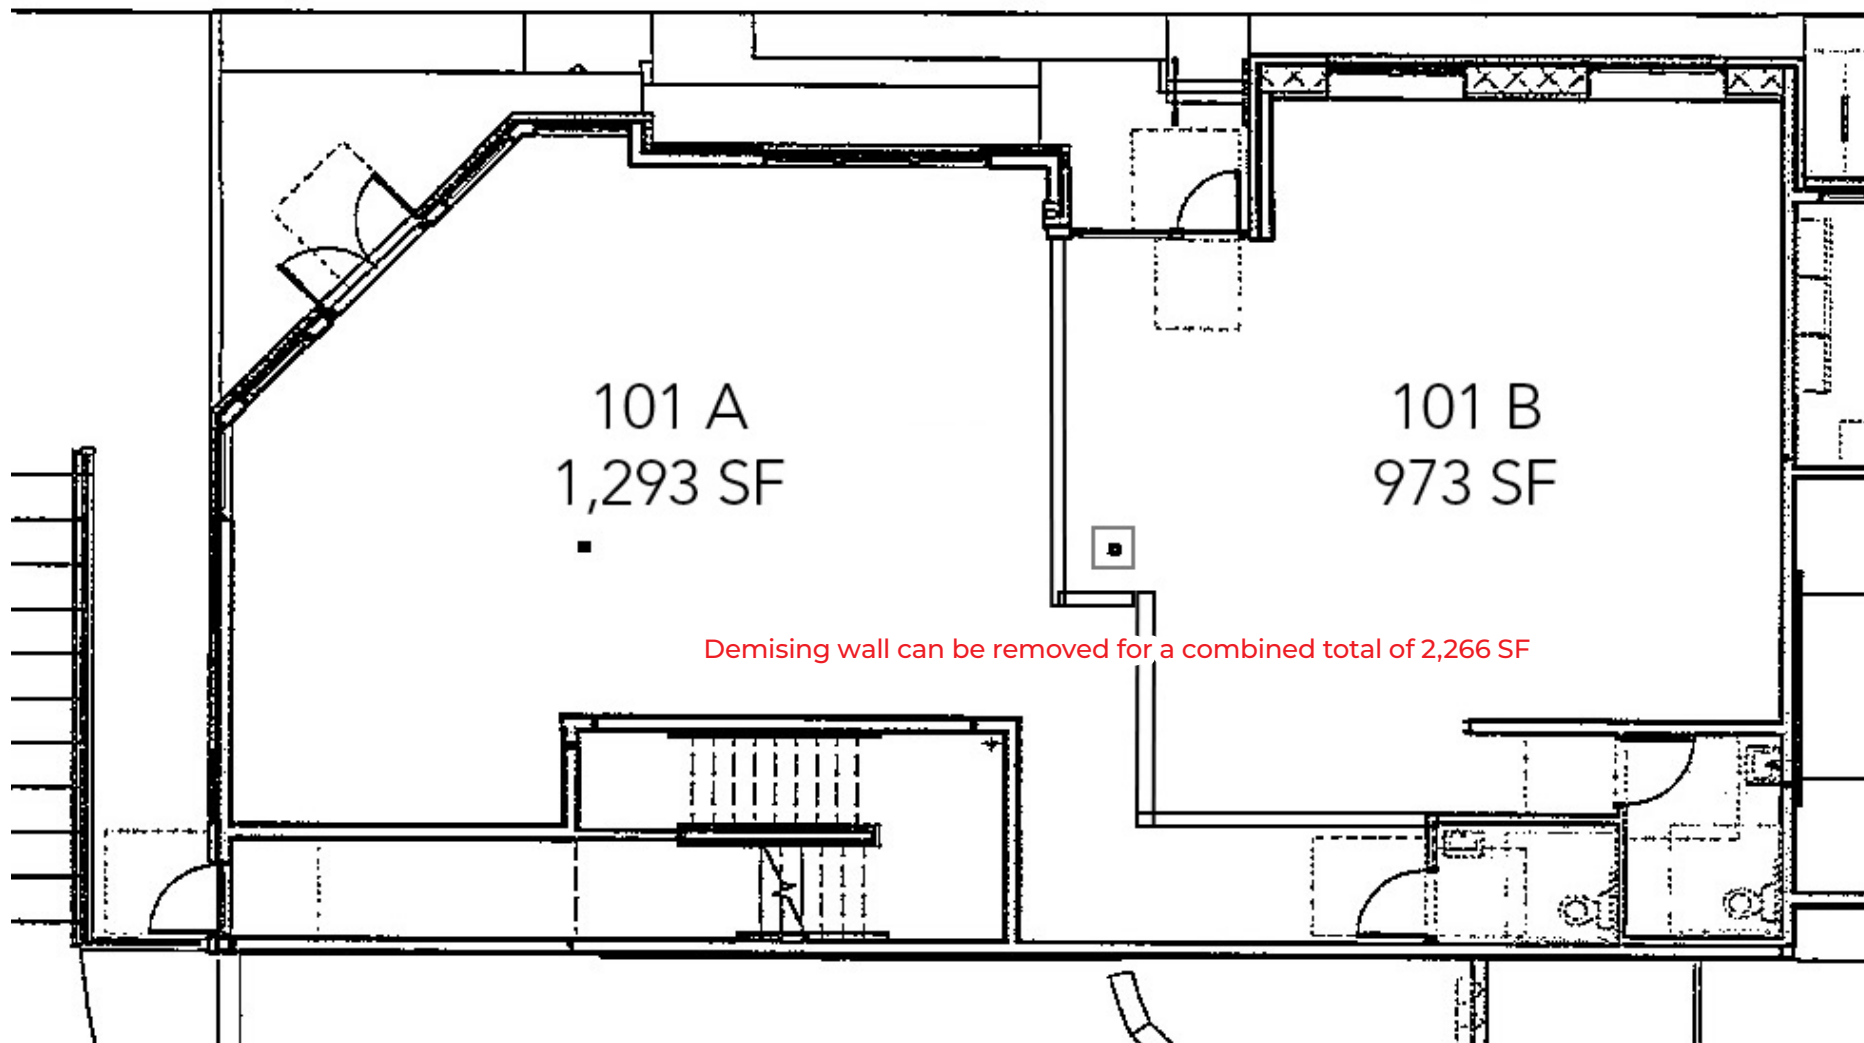 101 A
1,293 SF
101 B
973 SF
Demising wall can be removed for a combined total of 2,266 SF